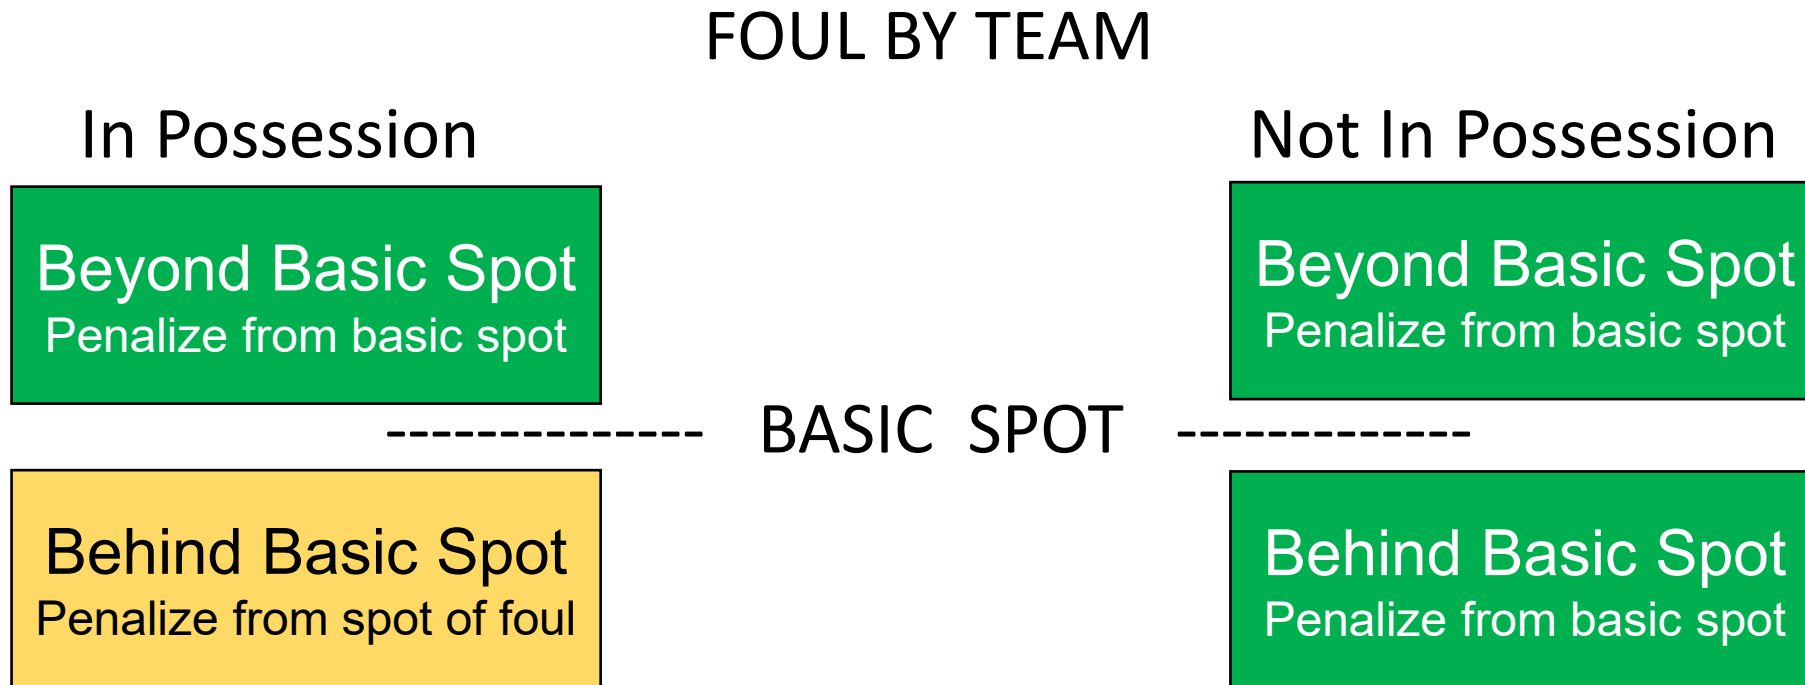 FOUL BY TEAM
In Possession
Not In Possession
Beyond Basic Spot
Penalize from basic spot
Beyond Basic Spot
Penalize from basic spot
-------------- BASIC SPOT -------------
Behind Basic Spot
Penalize from spot of foul
Behind Basic Spot
Penalize from basic spot